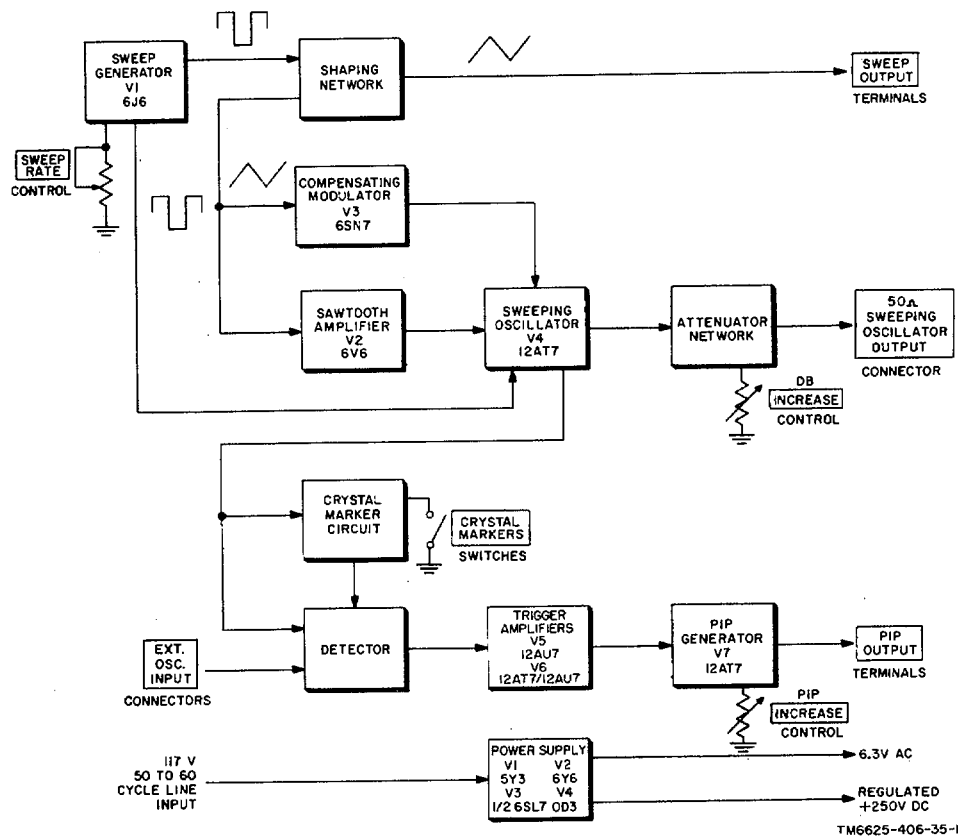 SWEEP
GENERATOR
V1
6J6
SHAPING
NETWORK
SWEEP
OUTPUT
TERMINALS
SWEEP
RATE
CONTROL
COMPENSATING
MODULATOR
V3
6SN7
SAWTOOTH
AMPLIFIER
V2
6V6
SWEEPING
OSCILLATOR
V4
12AT7
ATTENUATOR
NETWORK
50Ω
SWEEPING
OSCILLATOR
OUTPUT
CONNECTOR
DB
INCREASE
CONTROL
CRYSTAL
MARKER
CIRCUIT
CRYSTAL
MARKERS
SWITCHES
EXT.
OSC.
INPUT
CONNECTORS
DETECTOR
TRIGGER
AMPLIFIERS
V5
12AU7
V6
12AT7/12AU7
PIP
GENERATOR
V7
12AT7
PIP
OUTPUT
TERMINALS
PIP
INCREASE
CONTROL
117 V
50 TO 60
CYCLE LINE
INPUT
POWER SUPPLY
V1 V2
5Y3 6Y6
V3 V4
1/2 6SL7 OD3
6.3V AC
REGULATED
+250V DC
TM6625-406-35-1